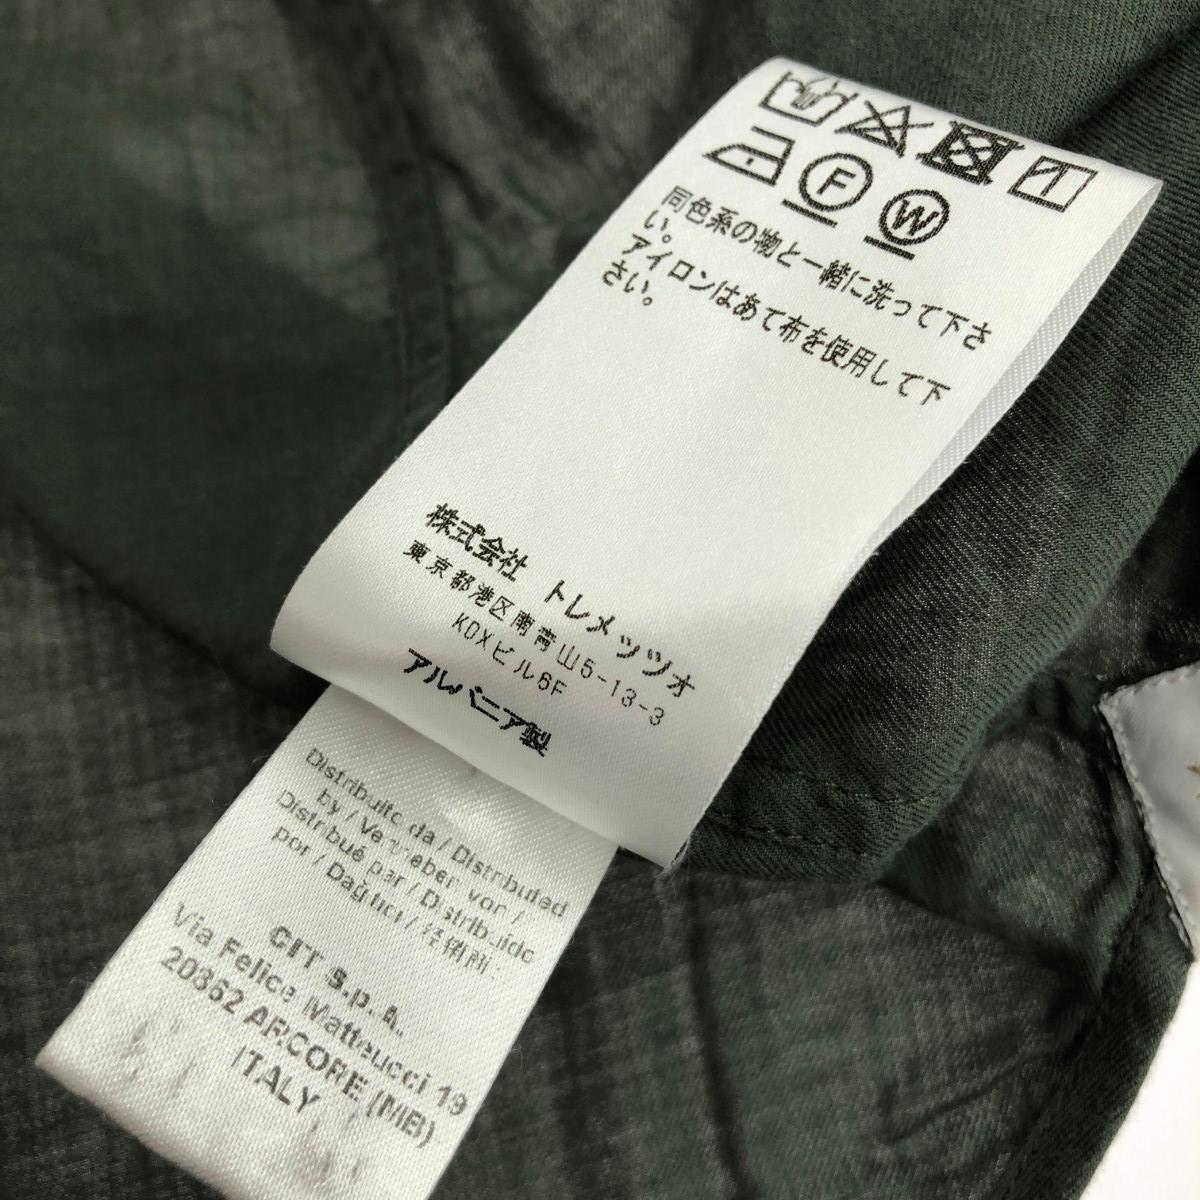 F
W
同色系の物と一緒に洗って下さ
い。
アイロンはあて布を使用して下
さい。
株式会社 トレメッツォ
東京都港区南青山5-13-3
KDXビル6F
アルバニア製
Distribuito da / Distributed
by / Vertrieben von /
Distribué par / Distribuido
por / Dağıtıcı / 经销商:
CIT S.p.A.
Via Felice Matteucci 19
20862 ARCORE (MB)
ITALY